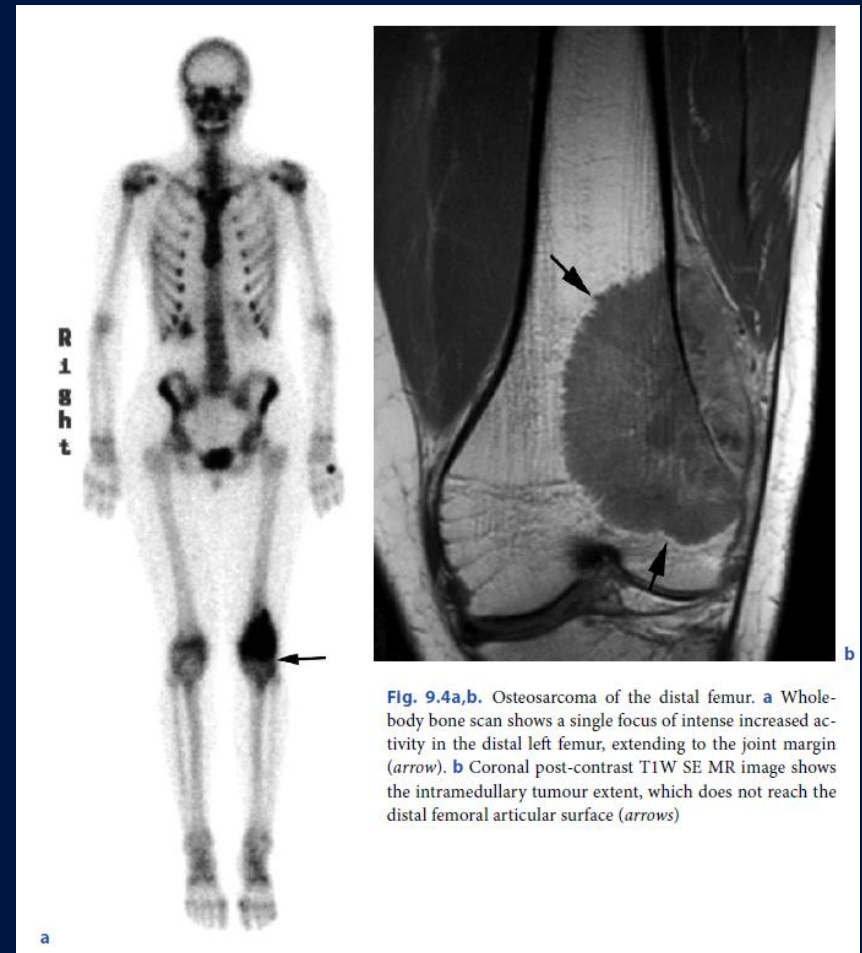 Right
a
b
Fig. 9.4a,b. Osteosarcoma of the distal femur. a Whole-
body bone scan shows a single focus of intense increased ac-
tivity in the distal left femur, extending to the joint margin
(arrow). b Coronal post-contrast T1W SE MR image shows
the intramedullary tumour extent, which does not reach the
distal femoral articular surface (arrows)